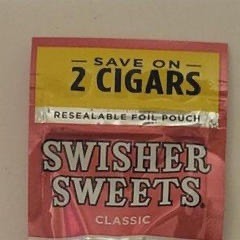 — SAVE ON —
2 CIGARS
RESEALABLE FOIL POUCH
SWISHER
SWEETS®
CLASSIC